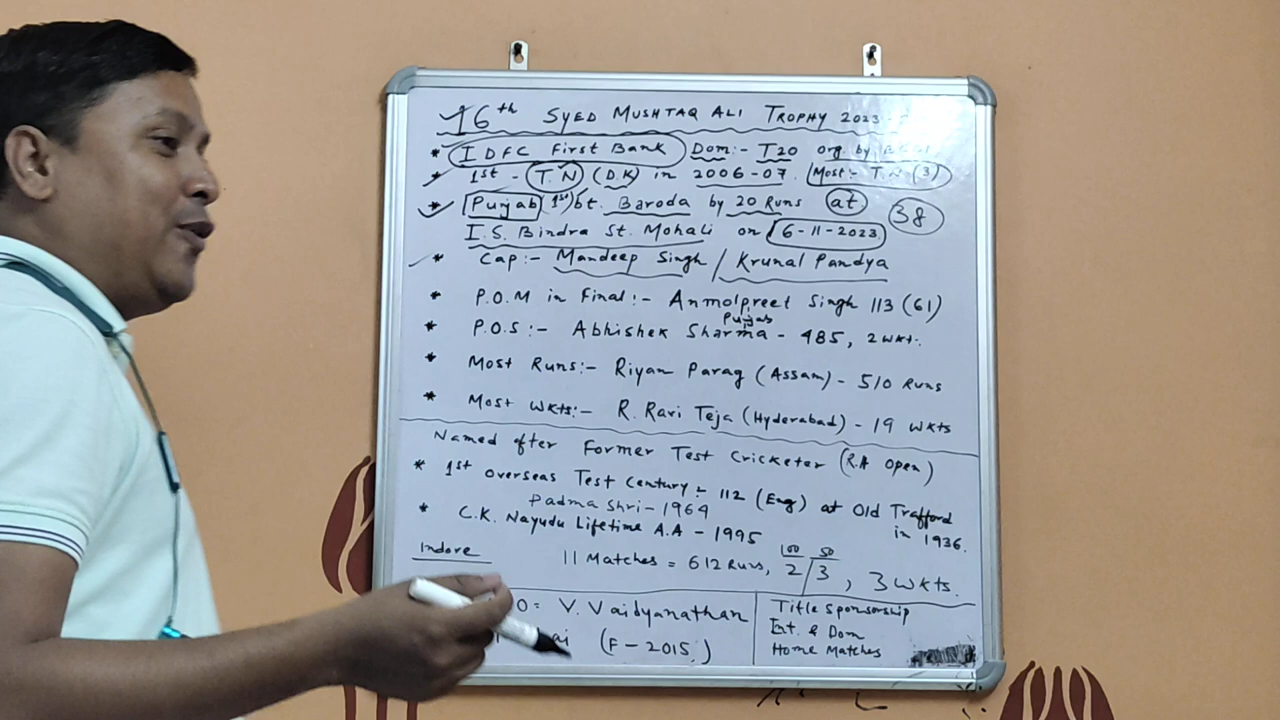 16th SYED MUSHTAQ ALI TROPHY 2023-
* IDFC First Bank Dom:- T20 org. by
* 1st - T.N (D.K) in 2006-07. Most:- T.N (3)
* Punjab (1st) bt. Baroda by 20 Runs at 38
I.S. Bindra St. Mohali on 6-11-2023
* Cap:- Mandeep Singh / Krunal Pandya
* P.O.M in Final:- Anmolpreet Singh 113 (61)
Punjab
* P.O.S:- Abhishek Sharma - 485, 2 wkt.
* Most Runs:- Riyan Parag (Assam) - 510 Runs
* Most Wkts:- R. Ravi Teja (Hyderabad) - 19 wkts
Named after Former Test Cricketer (R.H Open)
* 1st Overseas Test Century:- 112 (Eng) at Old Trafford in 1936.
Padma Shri - 1964
* C.K. Nayudu Lifetime A.A - 1995
Indore 11 Matches = 612 Runs, 100/2 / 50/3, 3 wkts.
O = V. Vaidyanathan
ai (F - 2015)
Title Sponsorship
Int. & Dom
Home Matches